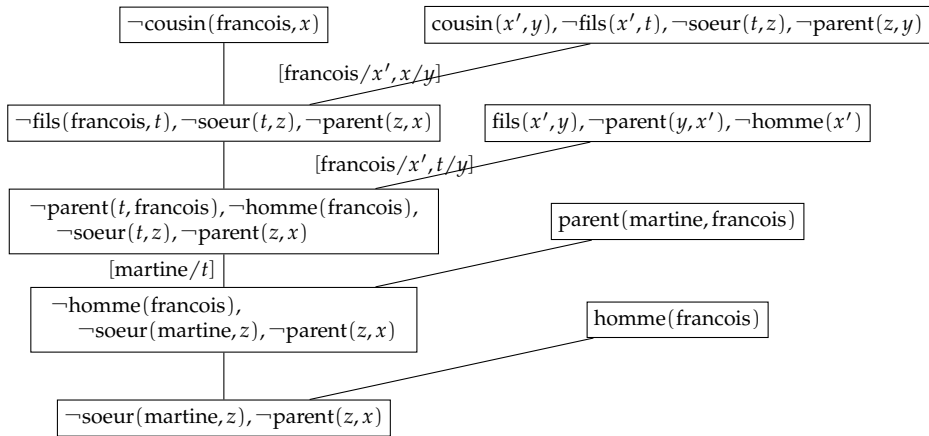 ¬cousin(francois, x)
cousin(x′, y), ¬fils(x′, t), ¬soeur(t, z), ¬parent(z, y)
[francois/x′, x/y]
¬fils(francois, t), ¬soeur(t, z), ¬parent(z, x)
fils(x′, y), ¬parent(y, x′), ¬homme(x′)
[francois/x′, t/y]
¬parent(t, francois), ¬homme(francois),
¬soeur(t, z), ¬parent(z, x)
parent(martine, francois)
[martine/t]
¬homme(francois),
¬soeur(martine, z), ¬parent(z, x)
homme(francois)
¬soeur(martine, z), ¬parent(z, x)